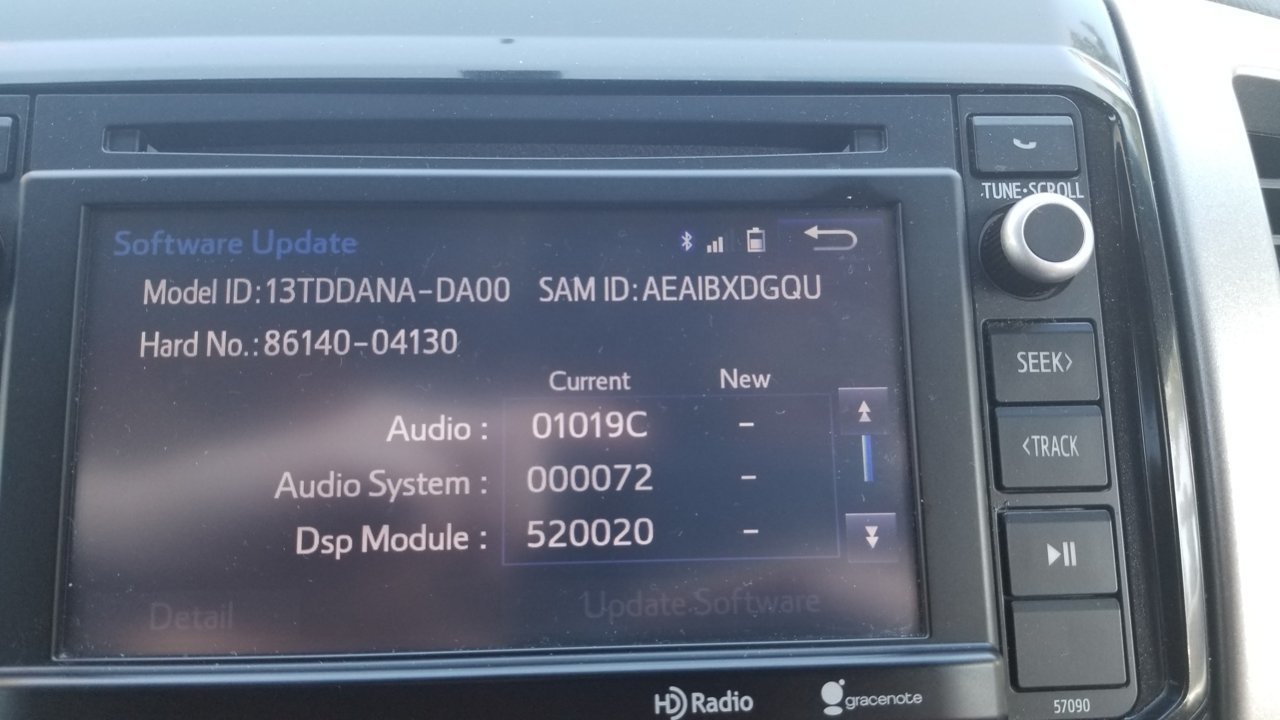 TUNE•SCROLL
Software Update
Model ID:13TDDANA-DA00 SAM ID:AEAIBXDGQU
Hard No.:86140-04130
Current New
Audio : 01019C -
Audio System : 000072 -
Dsp Module : 520020 -
Detail Update Software
SEEK>
<TRACK
57090
HD Radio
gracenote